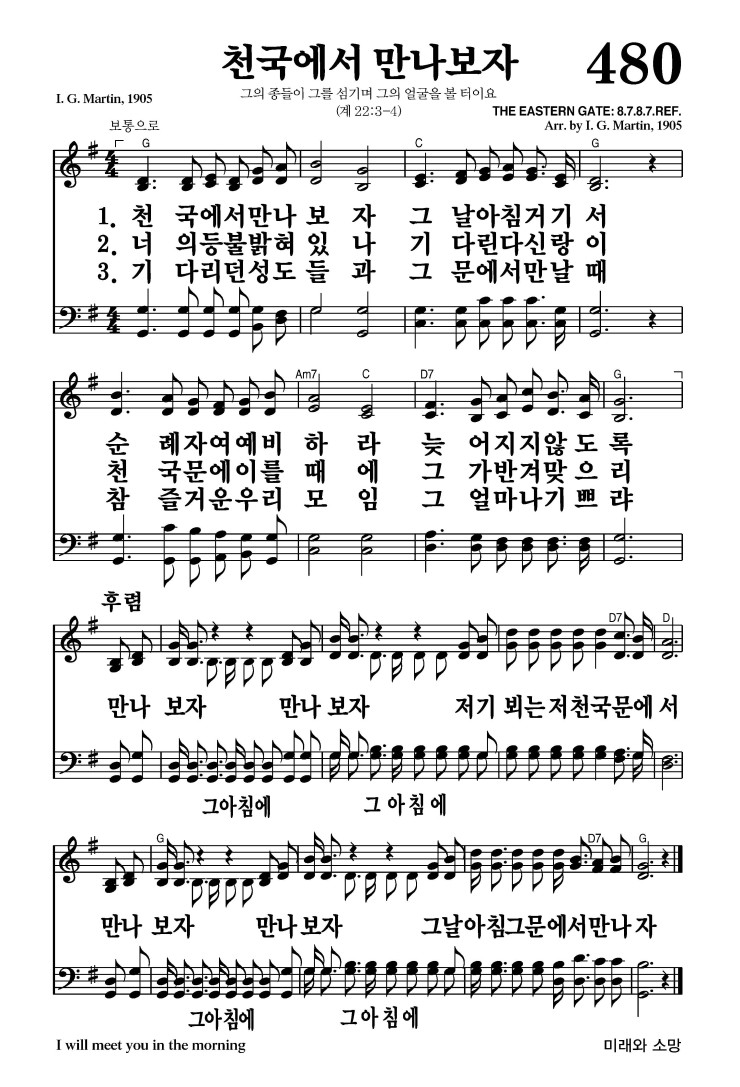 천국에서 만나보자
480
그의 종들이 그를 섬기며 그의 얼굴을 볼 터이요
(계 22:3-4)
I. G. Martin, 1905
THE EASTERN GATE: 8.7.8.7.REF.
Arr. by I. G. Martin, 1905
보통으로
G C G
1. 천 국에서만나 보 자 그 날아침거기 서
2. 너 의등불밝혀 있 나 기 다린다신랑 이
3. 기 다리던성도 들 과 그 문에서만날 때
Am7 C D7 G
순 례자여예비 하 라 늦 어지지않 도 록
천 국문에이를 때 에 그 가반겨맞 으 리
참 즐거운우리 모 임 그 얼마나기 쁘 랴
후렴
D7 D
만나 보자 만나 보자 저기 뵈는저천국문에 서
그아침에 그 아 침 에
G D7 G
만나 보자 만나 보자 그날아침그문에서만나 자
그아침에 그 아 침 에
I will meet you in the morning
미래와 소망